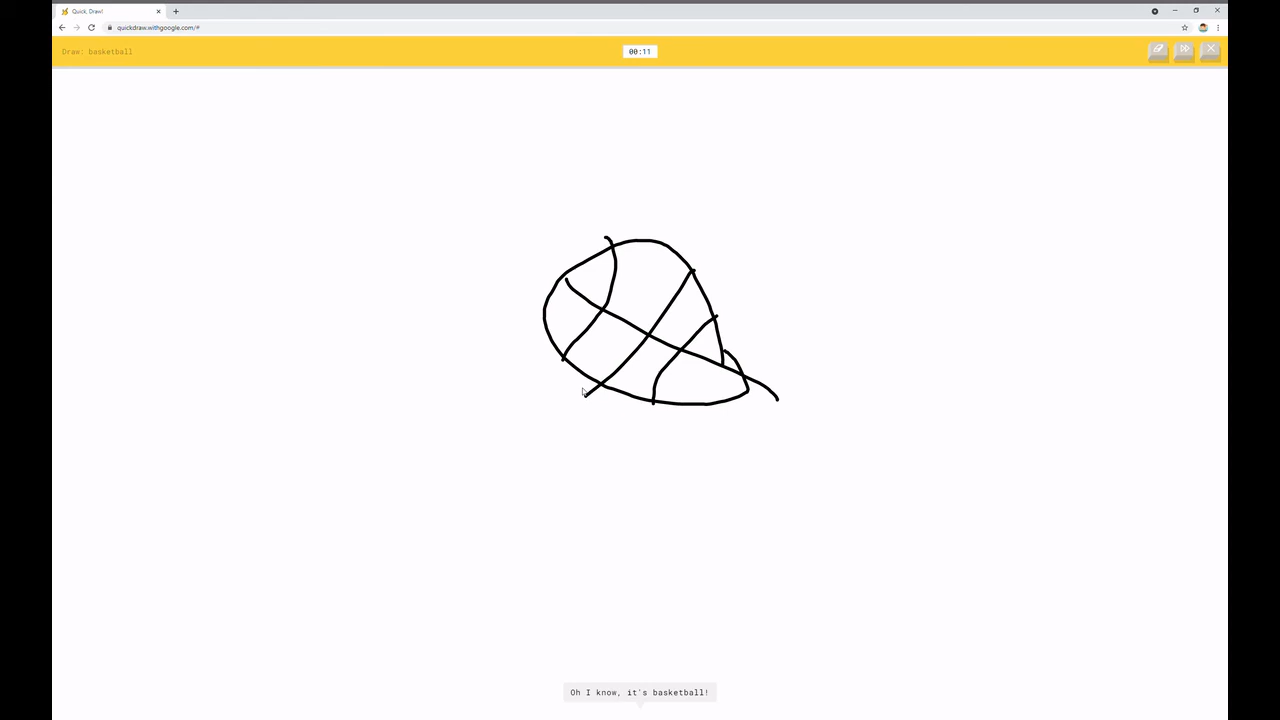 Quick, Draw!
quickdraw.withgoogle.com/#
Draw: basketball
00:11
Oh I know, it's basketball!